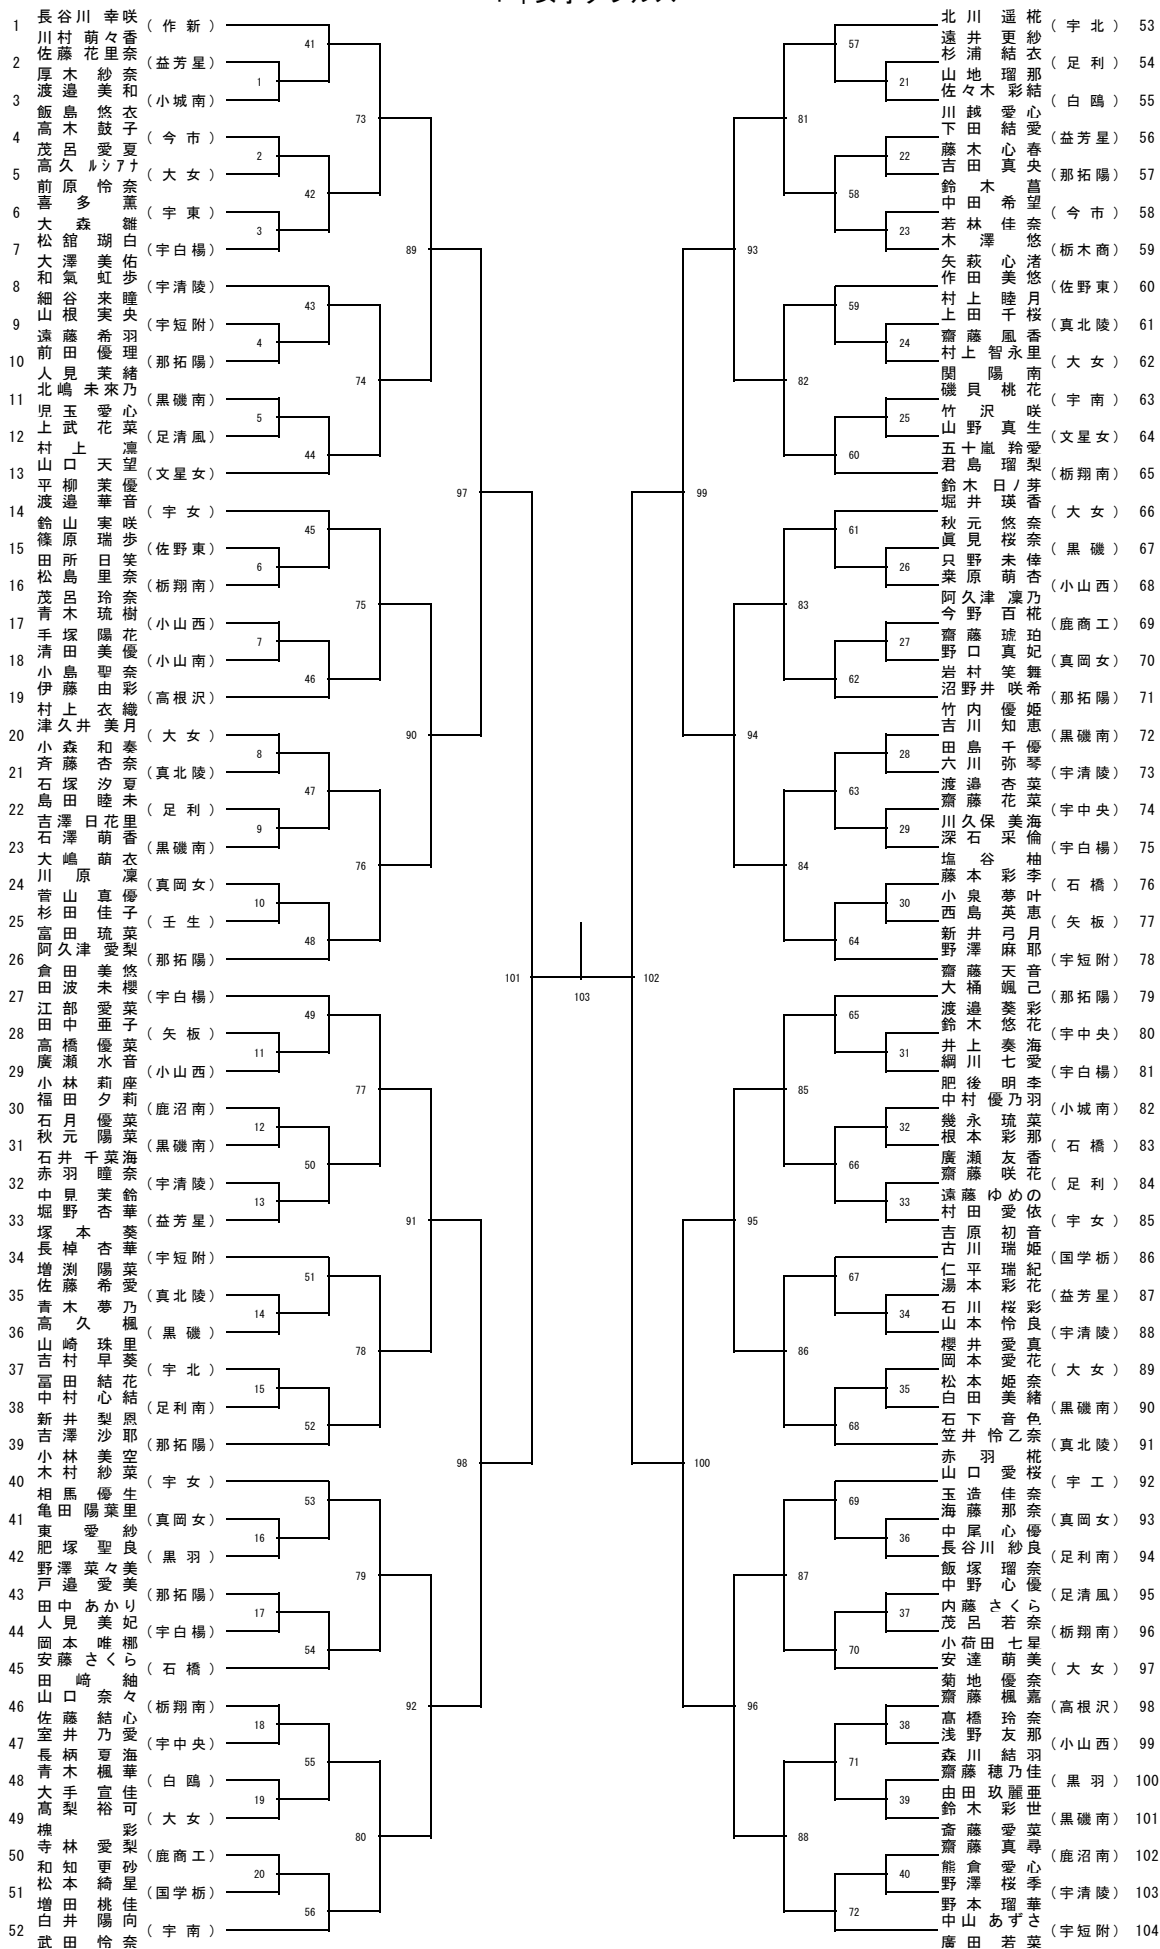 1 長谷川 幸咲 川村 萌々香 (作新)
2 佐藤 花里奈 厚木 紗奈 (益芳星)
3 渡邉 美和 飯島 悠衣 (小城南)
4 高木 鼓子 茂呂 愛夏 (今市)
5 高久 ルシアナ 前原 怜奈 (大女)
6 喜多 薫 大森 雛 (宇東)
7 松舘 瑚白 大澤 美佑 (宇白楊)
8 和氣 虹歩 細谷 来瞳 (宇清陵)
9 山根 実央 遠藤 希羽 (宇短附)
10 前田 優理 人見 茉緒 (那拓陽)
11 北嶋 未來乃 児玉 愛心 (黒磯南)
12 上武 花菜 村上 凛 (足清風)
13 山口 天望 平柳 茉優 (文星女)
14 渡邉 華音 鈴山 実咲 (宇女)
15 篠原 瑞歩 田所 日笑 (佐野東)
16 松島 里奈 茂呂 玲奈 (栃翔南)
17 青木 琉樹 手塚 陽花 (小山西)
18 清田 美優 小島 聖奈 (小山南)
19 伊藤 由彩 村上 衣織 (高根沢)
20 津久井 美月 小森 和奏 (大女)
21 斉藤 杏奈 石塚 汐夏 (真北陵)
22 島田 睦未 吉澤 日花里 (足利)
23 石澤 萌香 大嶋 萌衣 (黒磯南)
24 川原 凜 菅山 真優 (真岡女)
25 杉田 佳子 富田 琉菜 (壬生)
26 阿久津 愛梨 倉田 美悠 (那拓陽)
27 田波 未櫻 江部 愛菜 (宇白楊)
28 田中 亜子 高橋 優菜 (矢板)
29 廣瀬 水音 小林 莉座 (小山西)
30 福田 夕莉 石月 優菜 (鹿沼南)
31 秋元 陽菜 石井 千菜海 (黒磯南)
32 赤羽 瞳奈 中見 茉鈴 (宇清陵)
33 堀野 杏華 塚本 葵 (益芳星)
34 長棹 杏華 増渕 陽菜 (宇短附)
35 佐藤 希愛 青木 夢乃 (真北陵)
36 高久 楓 山崎 珠里 (黒磯)
37 吉村 早葵 冨田 結花 (宇北)
38 中村 心結 新井 梨恩 (足利南)
39 吉澤 沙耶 小林 美空 (那拓陽)
40 木村 紗菜 相馬 優生 (宇女)
41 亀田 陽葉里 東 愛紗 (真岡女)
42 肥塚 聖良 野澤 菜々美 (黒羽)
43 戸邉 愛美 田中 あかり (那拓陽)
44 人見 美妃 岡本 唯梛 (宇白楊)
45 安藤 さくら 田﨑 紬 (石橋)
46 山口 奈々 佐藤 結心 (栃翔南)
47 室井 乃愛 長柄 夏海 (宇中央)
48 青木 楓華 大手 宣佳 (白鴎)
49 髙梨 裕可 槻 彩 (大女)
50 寺林 愛梨 和知 更砂 (鹿商工)
51 松本 綺星 増田 桃佳 (国学栃)
52 白井 陽向 武田 怜奈 (宇南)
北川 遥椛 遠井 更紗 (宇北) 53
杉浦 結衣 山地 瑠那 (足利) 54
佐々木 彩結 川越 愛心 (白鴎) 55
下田 結愛 藤木 心春 (益芳星) 56
吉田 真央 鈴木 菖 (那拓陽) 57
中田 希望 若林 佳奈 (今市) 58
木澤 悠 矢萩 心渚 (栃木商) 59
作田 美悠 村上 睦月 (佐野東) 60
上田 千桜 齋藤 風香 (真北陵) 61
村上 智永里 関 陽南 (大女) 62
磯貝 桃花 竹沢 咲 (宇南) 63
山野 真生 五十嵐 羚愛 (文星女) 64
君島 瑠梨 鈴木 日ノ芽 (栃翔南) 65
堀井 瑛香 秋元 悠奈 (大女) 66
眞見 桜奈 只野 未倖 (黒磯) 67
粂原 萌杏 阿久津 凜乃 (小山西) 68
今野 百椛 齋藤 琥珀 (鹿商工) 69
野口 真妃 岩村 笑舞 (真岡女) 70
沼野井 咲希 竹内 優姫 (那拓陽) 71
吉川 知恵 田島 千優 (黒磯南) 72
六川 弥琴 渡邉 杏菜 (宇清陵) 73
齋藤 花菜 川久保 美海 (宇中央) 74
深石 采倫 塩谷 柚 (宇白楊) 75
藤本 彩李 小泉 夢叶 (石橋) 76
西島 英恵 新井 弓月 (矢板) 77
野澤 麻耶 齋藤 天音 (宇短附) 78
大桶 颯己 渡邉 葵彩 (那拓陽) 79
鈴木 悠花 井上 奏海 (宇中央) 80
綱川 七愛 肥後 明李 (宇白楊) 81
中村 優乃羽 幾永 琉菜 (小城南) 82
根本 彩那 廣瀬 友香 (石橋) 83
齋藤 咲花 遠藤 ゆめの (足利) 84
村田 愛依 吉原 初音 (宇女) 85
古川 瑞姫 仁平 瑞紀 (国学栃) 86
湯本 彩花 石川 桜彩 (益芳星) 87
山本 怜良 櫻井 愛真 (宇清陵) 88
岡本 愛花 松本 姫奈 (大女) 89
白田 美緒 石下 音色 (黒磯南) 90
笠井 怜乙奈 赤羽 椛 (真北陵) 91
山口 愛桜 玉造 佳奈 (宇工) 92
海藤 那奈 中尾 心優 (真岡女) 93
長谷川 紗良 飯塚 瑠奈 (足利南) 94
中野 心優 内藤 さくら (足清風) 95
茂呂 若奈 小荷田 七星 (栃翔南) 96
安達 萌美 菊地 優奈 (大女) 97
齋藤 楓嘉 髙橋 玲奈 (高根沢) 98
浅野 友那 森川 結羽 (小山西) 99
齋藤 穂乃佳 由田 玖麗亜 (黒羽) 100
鈴木 彩世 斎藤 愛菜 (黒磯南) 101
齋藤 真尋 熊倉 愛心 (鹿沼南) 102
野澤 桜季 野本 瑠華 (宇清陵) 103
中山 あずさ 廣田 若菜 (宇短附) 104